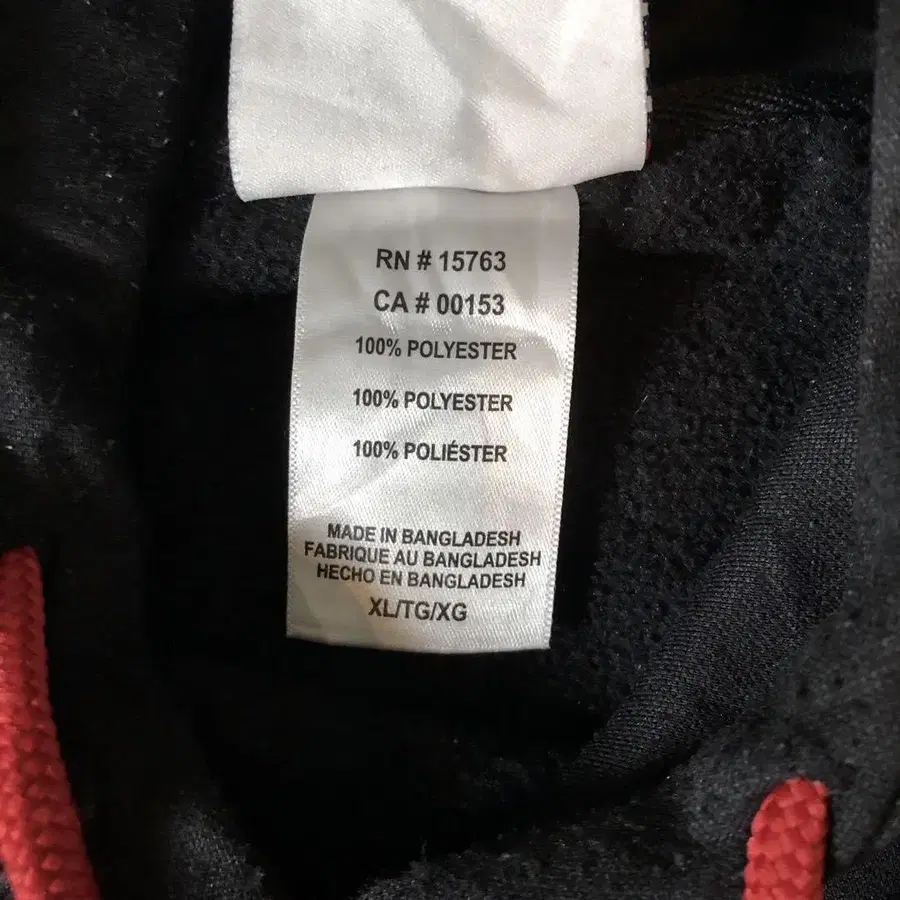 RN # 15763
CA # 00153
100% POLYESTER
100% POLYESTER
100% POLIÉSTER
MADE IN BANGLADESH
FABRIQUE AU BANGLADESH
HECHO EN BANGLADESH
XL/TG/XG